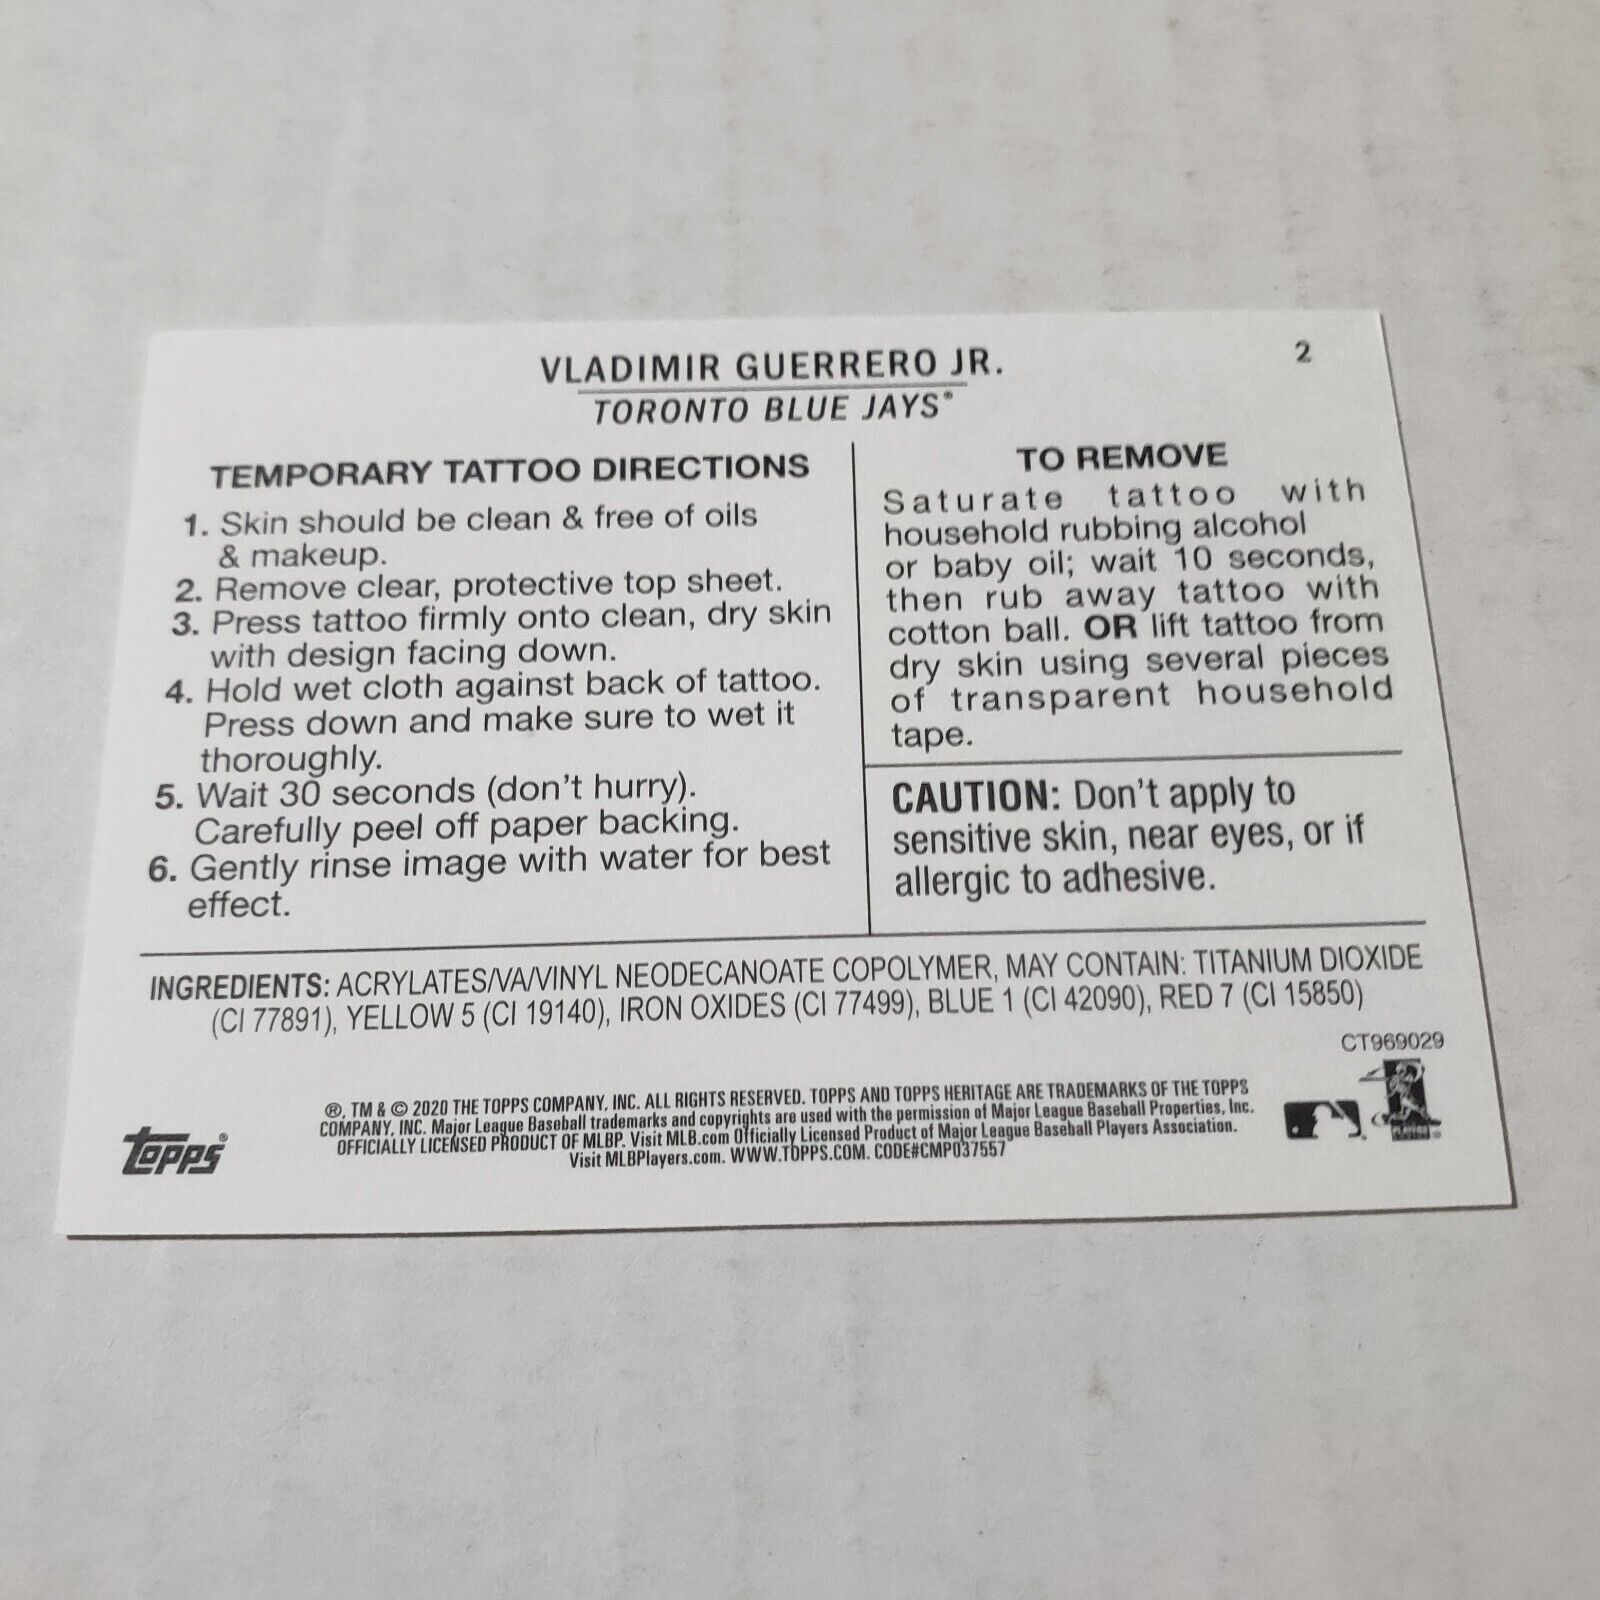 VLADIMIR GUERRERO JR.
2
TORONTO BLUE JAYS®
TEMPORARY TATTOO DIRECTIONS
1. Skin should be clean & free of oils
& makeup.
2. Remove clear, protective top sheet.
3. Press tattoo firmly onto clean, dry skin
with design facing down.
4. Hold wet cloth against back of tattoo.
Press down and make sure to wet it
thoroughly.
5. Wait 30 seconds (don't hurry).
Carefully peel off paper backing.
6. Gently rinse image with water for best
effect.
TO REMOVE
Saturate tattoo with
household rubbing alcohol
or baby oil; wait 10 seconds,
then rub away tattoo with
cotton ball. OR lift tattoo from
dry skin using several pieces
of transparent household
tape.
CAUTION: Don't apply to
sensitive skin, near eyes, or if
allergic to adhesive.
INGREDIENTS: ACRYLATES/VA/VINYL NEODECANOATE COPOLYMER, MAY CONTAIN: TITANIUM DIOXIDE
(CI 77891), YELLOW 5 (CI 19140), IRON OXIDES (CI 77499), BLUE 1 (CI 42090), RED 7 (CI 15850)
CT969029
®, TM & © 2020 THE TOPPS COMPANY, INC. ALL RIGHTS RESERVED. TOPPS AND TOPPS HERITAGE ARE TRADEMARKS OF THE TOPPS
COMPANY, INC. Major League Baseball trademarks and copyrights are used with the permission of Major League Baseball Properties, Inc.
OFFICIALLY LICENSED PRODUCT OF MLBP. Visit MLB.com Officially Licensed Product of Major League Baseball Players Association.
Visit MLBPlayers.com. WWW.TOPPS.COM. CODE#CMP037557
topps®